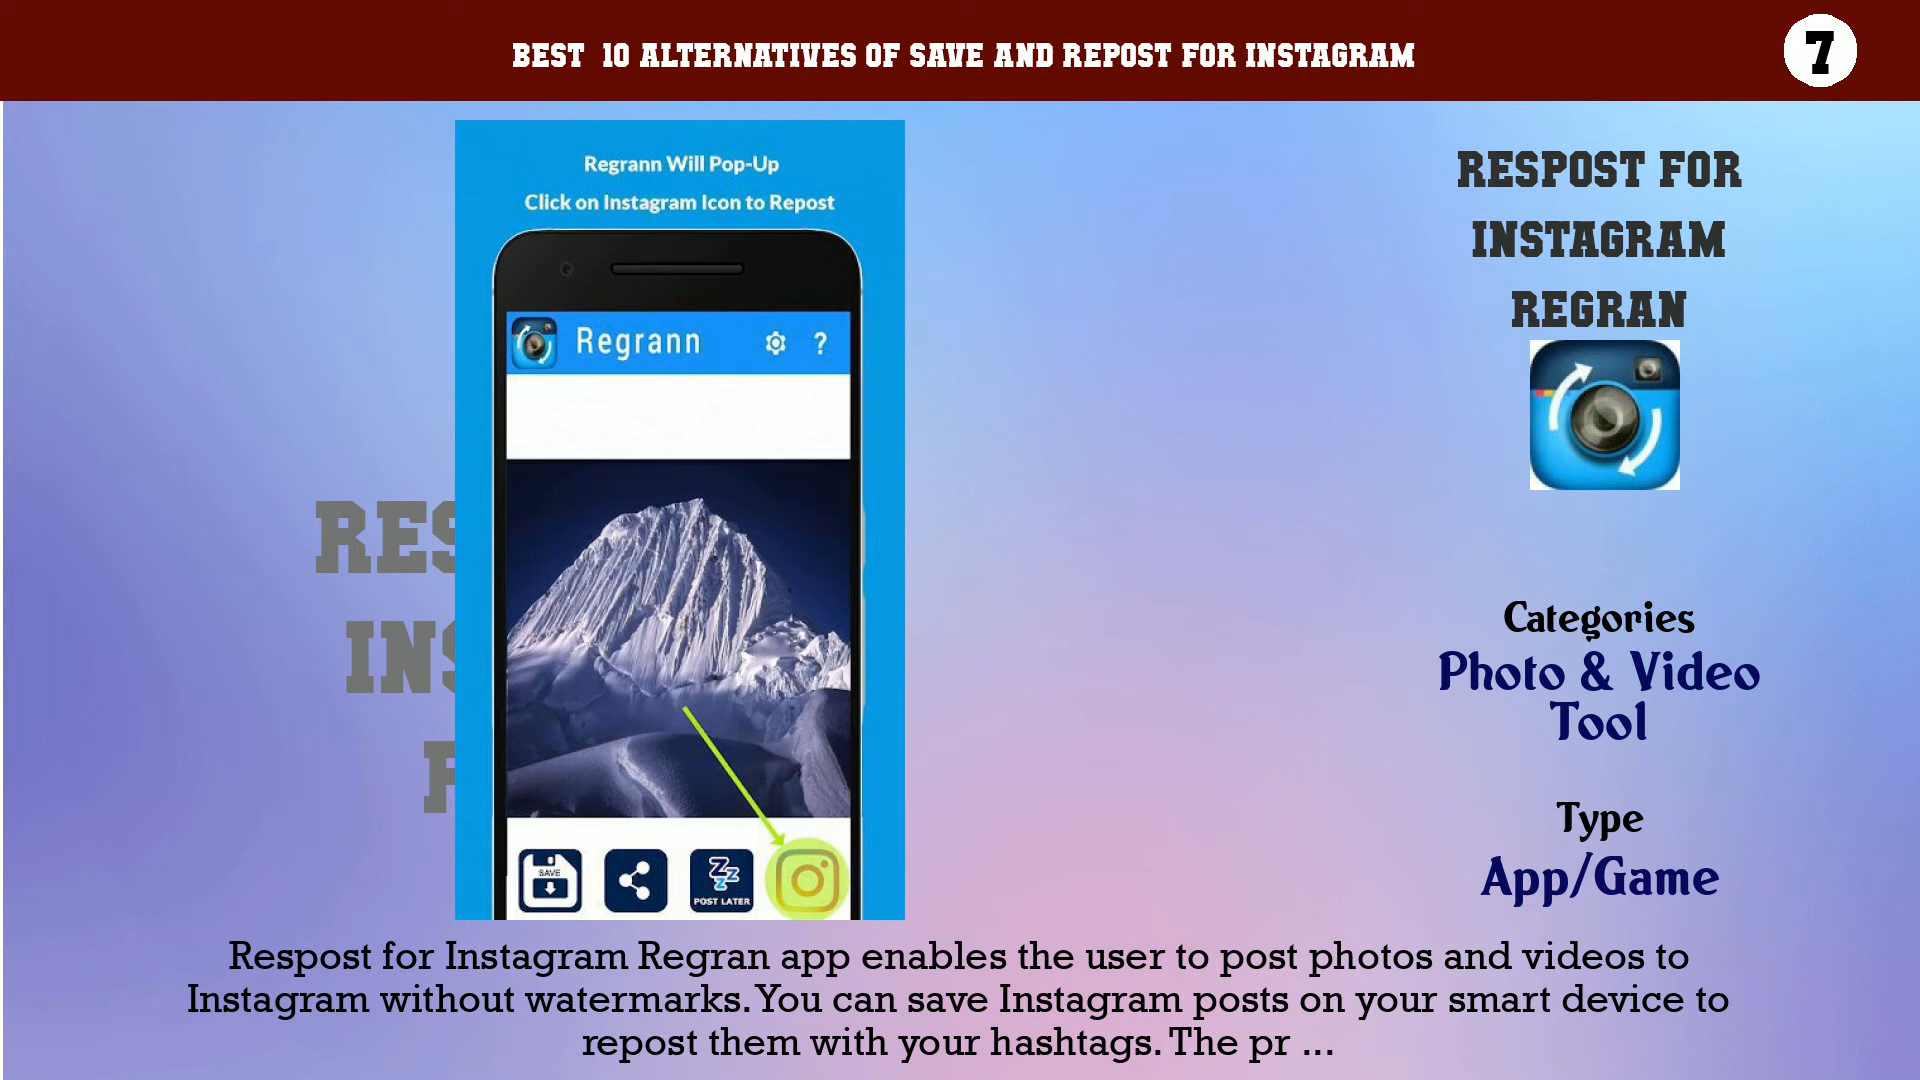 BEST 10 ALTERNATIVES OF SAVE AND REPOST FOR INSTAGRAM
7
Regrann Will Pop-Up
Click on Instagram Icon to Repost
Regrann
?
SAVE
ZZZ
POST LATER
RES
INS
R
RESPOST FOR
INSTAGRAM
REGRAN
Categories
Photo & Video
Tool
Type
App/Game
Respost for Instagram Regran app enables the user to post photos and videos to
Instagram without watermarks. You can save Instagram posts on your smart device to
repost them with your hashtags. The pr ...